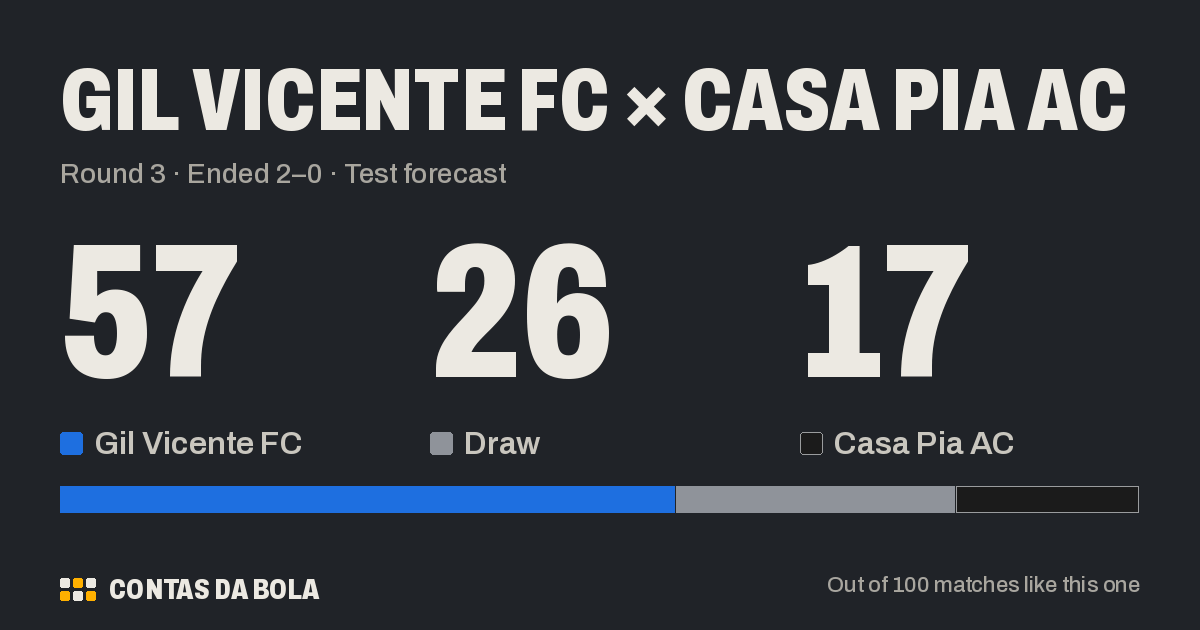 GIL VICENTE FC × CASA PIA AC
Round 3 · Ended 2–0 · Test forecast
57 26 17
Gil Vicente FC Draw Casa Pia AC
CONTAS DA BOLA
Out of 100 matches like this one